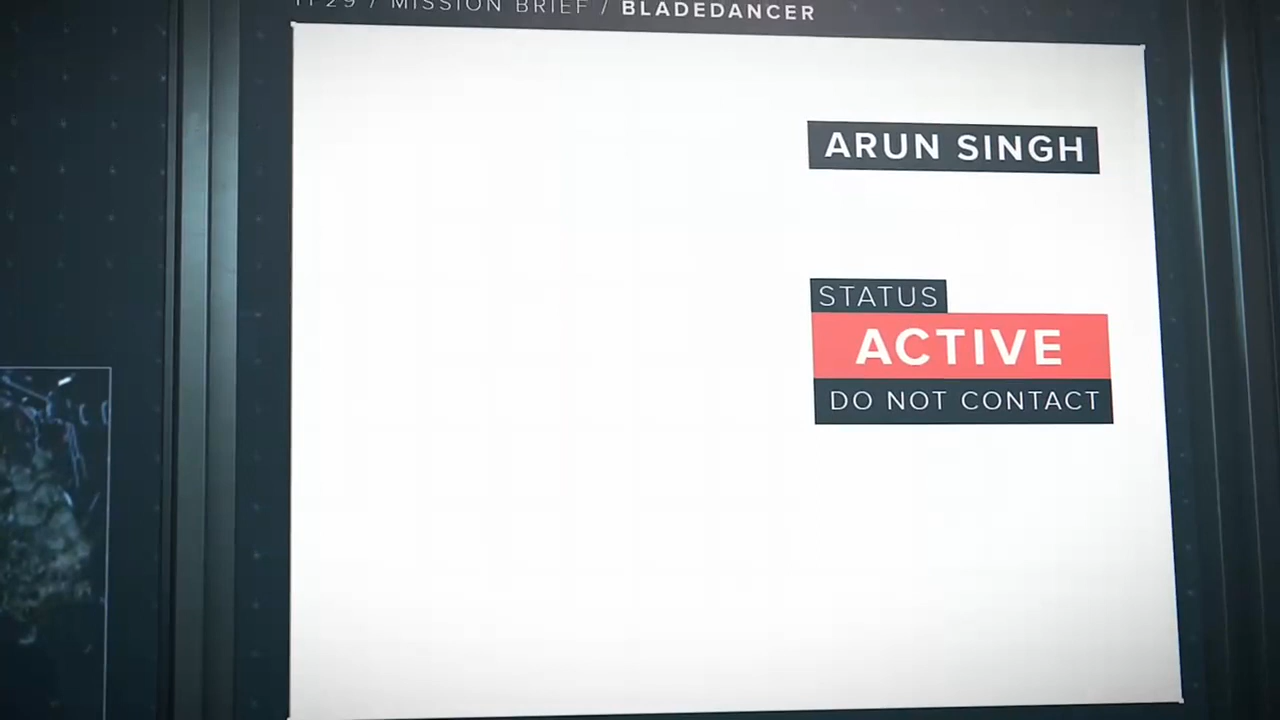 / MISSION BRIEF / BLADEDANCER
ARUN SINGH
STATUS
ACTIVE
DO NOT CONTACT